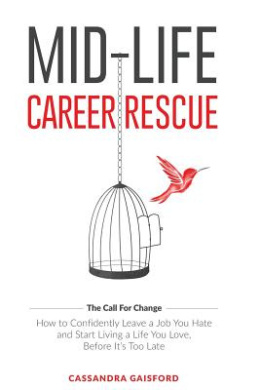 MID-LIFE
CAREER RESCUE
The Call For Change
How to Confidently Leave a Job You Hate
and Start Living a Life You Love,
Before It's Too Late
CASSANDRA GAISFORD